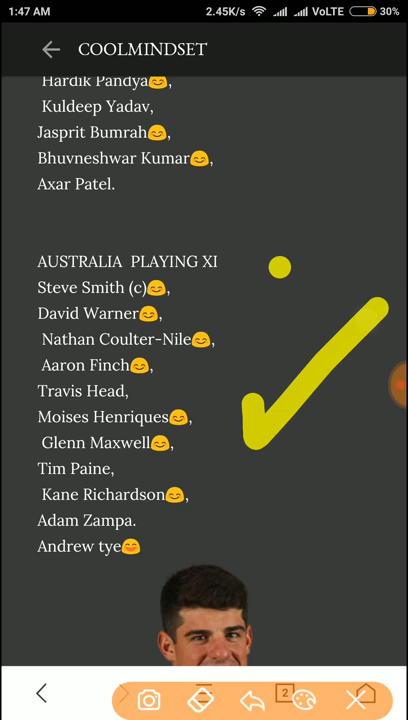 1:47 AM 2.45K/s VoLTE 30%
COOLMINDSET
Hardik Pandya😊,
Kuldeep Yadav,
Jasprit Bumrah😊,
Bhuvneshwar Kumar😊,
Axar Patel.
AUSTRALIA PLAYING XI
Steve Smith (c)😊,
David Warner😊,
Nathan Coulter-Nile😊,
Aaron Finch😊,
Travis Head,
Moises Henriques😊,
Glenn Maxwell😊,
Tim Paine,
Kane Richardson😊,
Adam Zampa.
Andrew tye😄
2